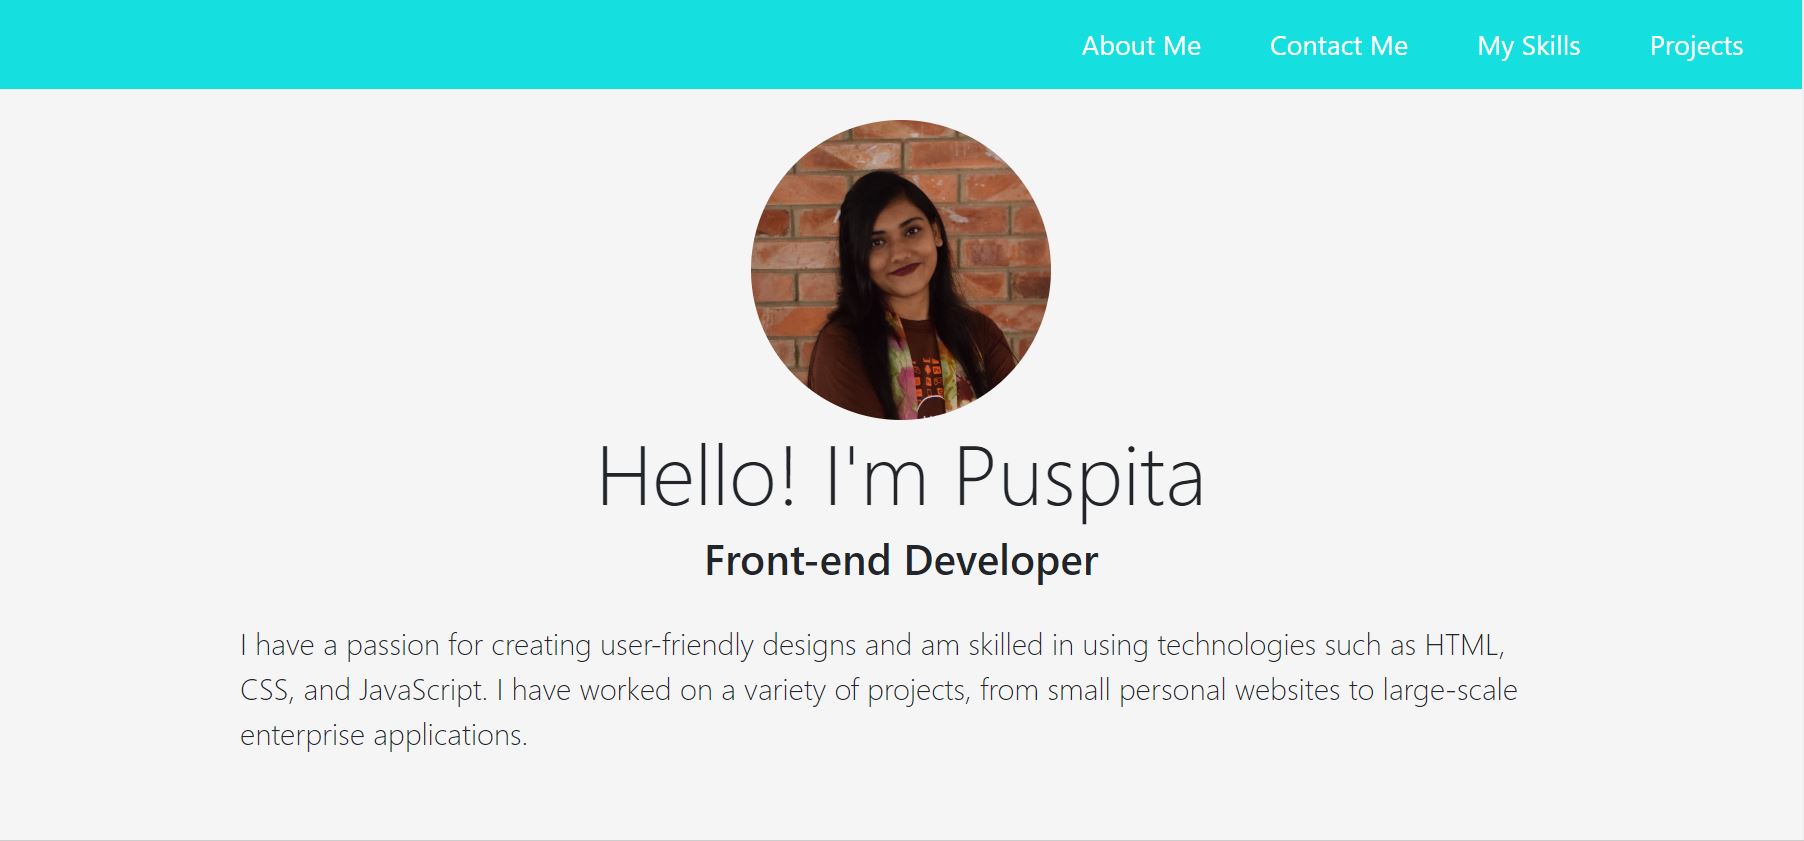 About Me Contact Me My Skills Projects
Hello! I'm Puspita
Front-end Developer
I have a passion for creating user-friendly designs and am skilled in using technologies such as HTML,
CSS, and JavaScript. I have worked on a variety of projects, from small personal websites to large-scale
enterprise applications.